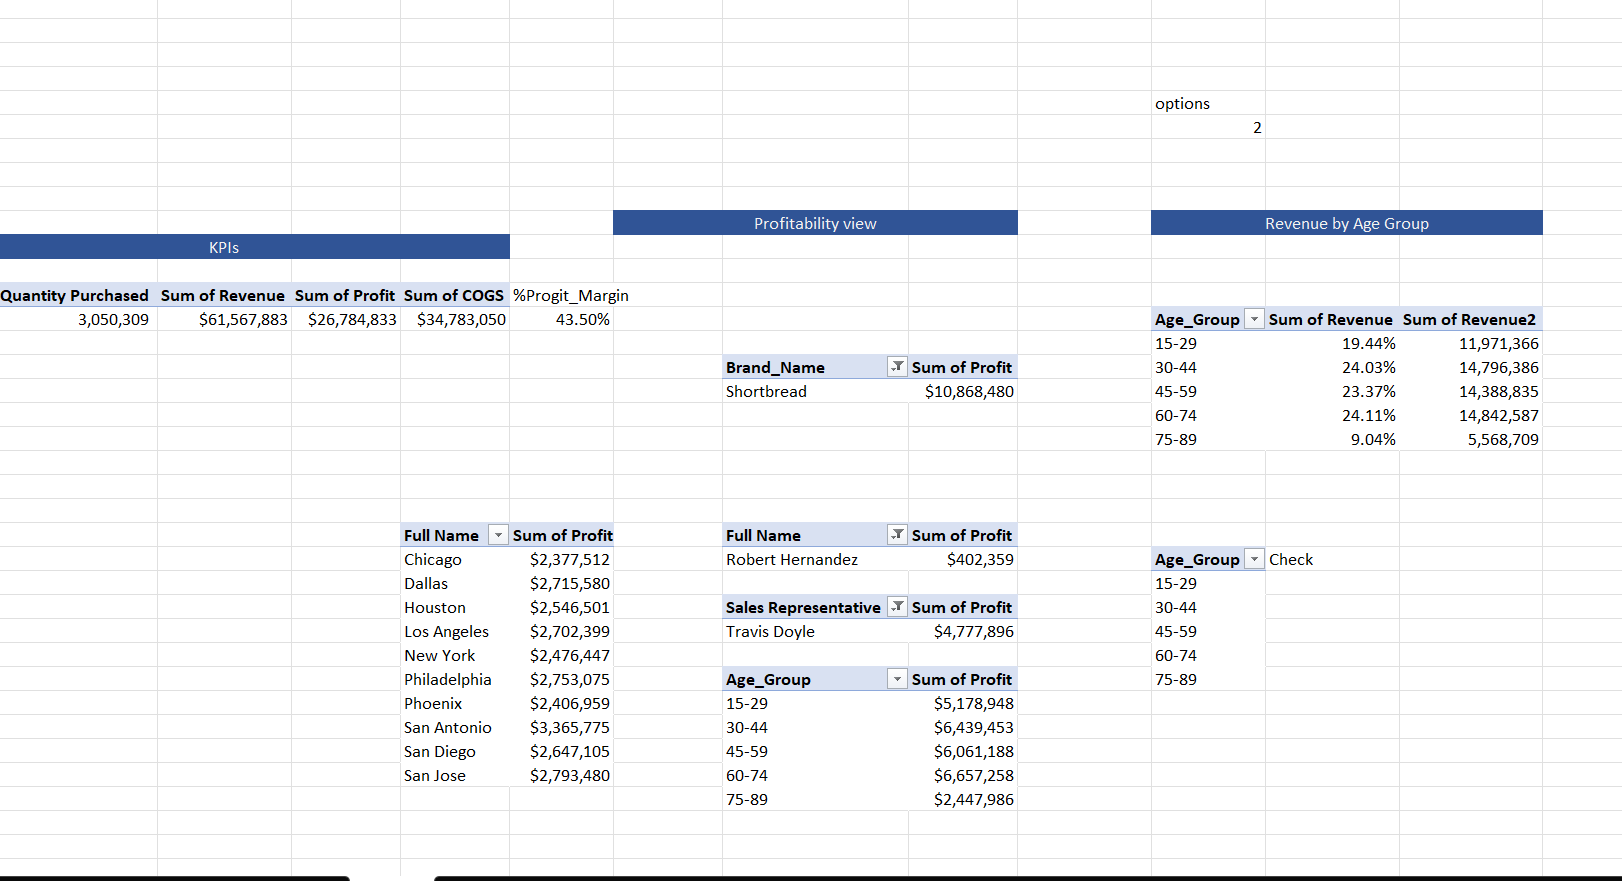 options
2
Profitability view
Revenue by Age Group
KPIs
Quantity Purchased Sum of Revenue Sum of Profit Sum of COGS %Progit_Margin
3,050,309 $61,567,883 $26,784,833 $34,783,050 43.50%
Brand_Name Sum of Profit
Shortbread $10,868,480
Age_Group Sum of Revenue Sum of Revenue2
15-29 19.44% 11,971,366
30-44 24.03% 14,796,386
45-59 23.37% 14,388,835
60-74 24.11% 14,842,587
75-89 9.04% 5,568,709
Full Name Sum of Profit
Chicago $2,377,512
Dallas $2,715,580
Houston $2,546,501
Los Angeles $2,702,399
New York $2,476,447
Philadelphia $2,753,075
Phoenix $2,406,959
San Antonio $3,365,775
San Diego $2,647,105
San Jose $2,793,480
Full Name Sum of Profit
Robert Hernandez $402,359
Sales Representative Sum of Profit
Travis Doyle $4,777,896
Age_Group Sum of Profit
15-29 $5,178,948
30-44 $6,439,453
45-59 $6,061,188
60-74 $6,657,258
75-89 $2,447,986
Age_Group Check
15-29
30-44
45-59
60-74
75-89